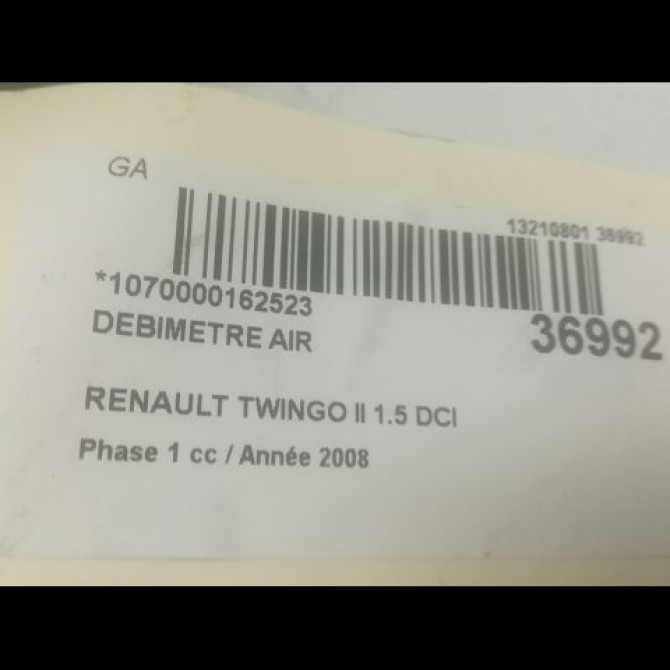 GA
13210801 36992
*1070000162523
36992
DEBIMETRE AIR
RENAULT TWINGO II 1.5 DCI
Phase 1 cc / Année 2008